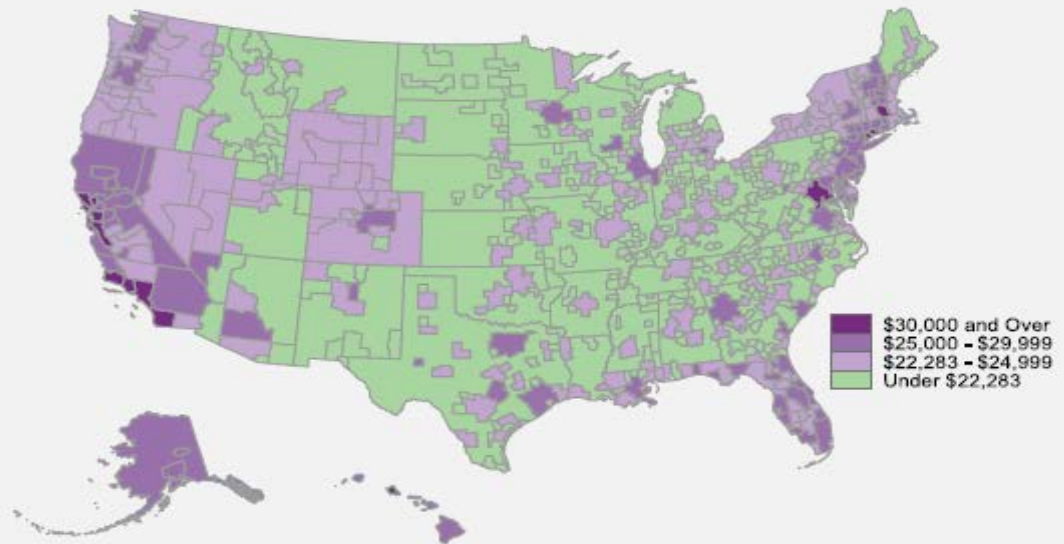 $30,000 and Over
$25,000 - $29,999
$22,283 - $24,999
Under $22,283